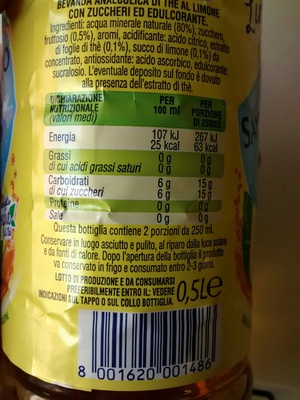 BEVANDA ANALCOLICA DI THE AL LIMONE
CON ZUCCHERI ED EDULCORANTE.
Ingredienti: acqua minerale naturale (80%), zucchero,
fruttosio (0,5%), aromi, acidificante: acido citrico, estratto
di foglie di thè (0,1%), succo di limone (0,1%) da
concentrato, antiossidante: acido ascorbico, edulcorante:
sucralosio. L'eventuale deposito sul fondo è dovuto
alla presenza dell'estratto di thè.
DICHIARAZIONE NUTRIZIONALE (valori medi) PER 100 ml PER PORZIONE DI 250ml
Energia 107 kJ 267 kJ
25 kcal 63 kcal
Grassi 0 g 0 g
di cui acidi grassi saturi 0 g 0 g
Carboidrati 6 g 15 g
di cui zuccheri 6 g 15 g
Proteine 0 g 0 g
Sale 0 g 0 g
Questa bottiglia contiene 2 porzioni da 250 ml.
Conservare in luogo asciutto e pulito, al riparo dalla luce solare
e da fonti di calore. Dopo l'apertura della bottiglia il prodotto
va conservato in frigo e consumato entro 2-3 giorni.
LOTTO DI PRODUZIONE E DA CONSUMARSI
PREFERIBILMENTE ENTRO IL: VEDERE
INDICAZIONI SUL TAPPO O SUL COLLO BOTTIGLIA.
0,5L e
8 001620 001486